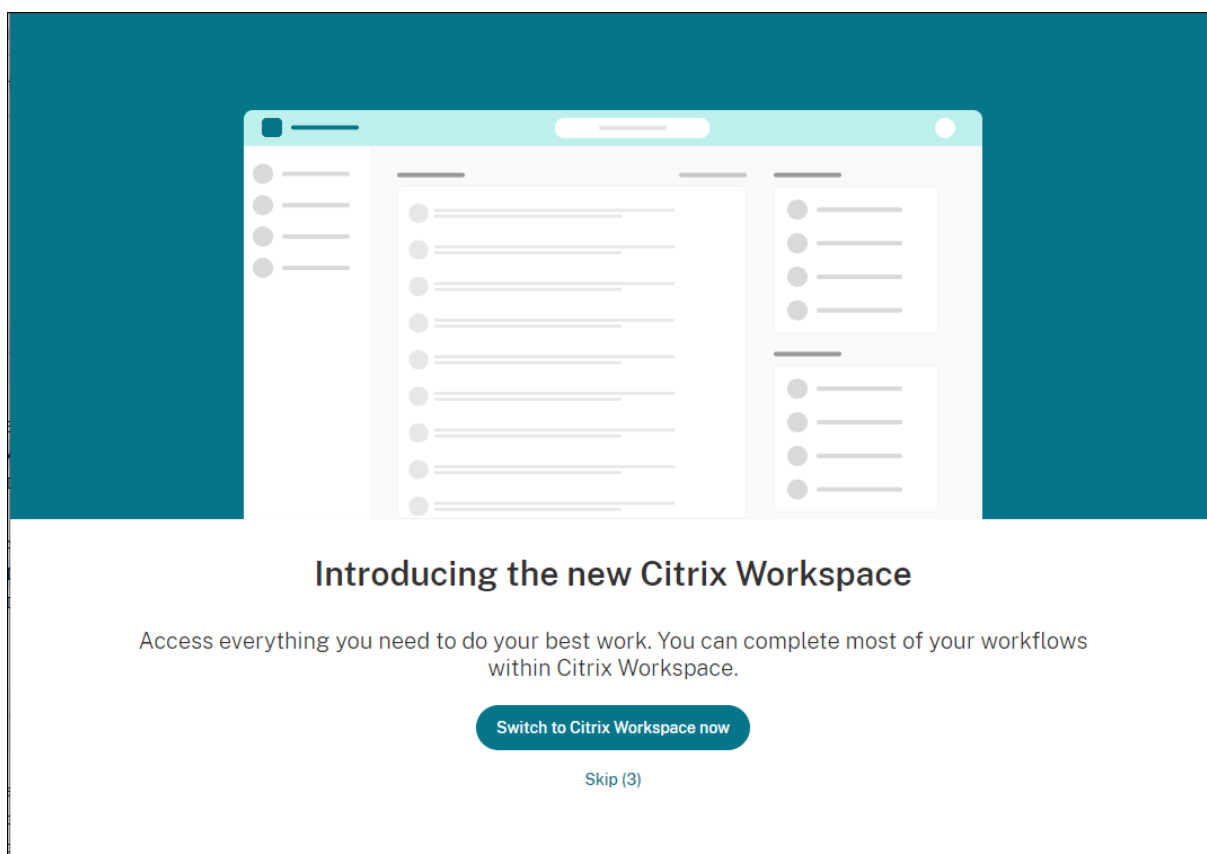 Introducing the new Citrix Workspace
Access everything you need to do your best work. You can complete most of your workflows
within Citrix Workspace.
Switch to Citrix Workspace now
Skip (3)